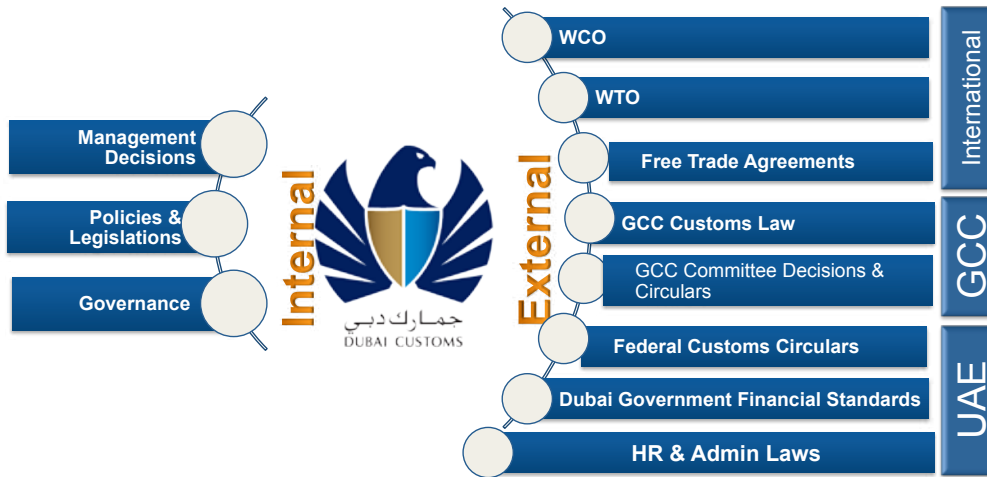 Management
Decisions
Policies &
Legislations
Governance
Internal
جمارك دبي
DUBAI CUSTOMS
External
WCO
WTO
Free Trade Agreements
GCC Customs Law
GCC Committee Decisions &
Circulars
Federal Customs Circulars
Dubai Government Financial Standards
HR & Admin Laws
International
GCC
UAE